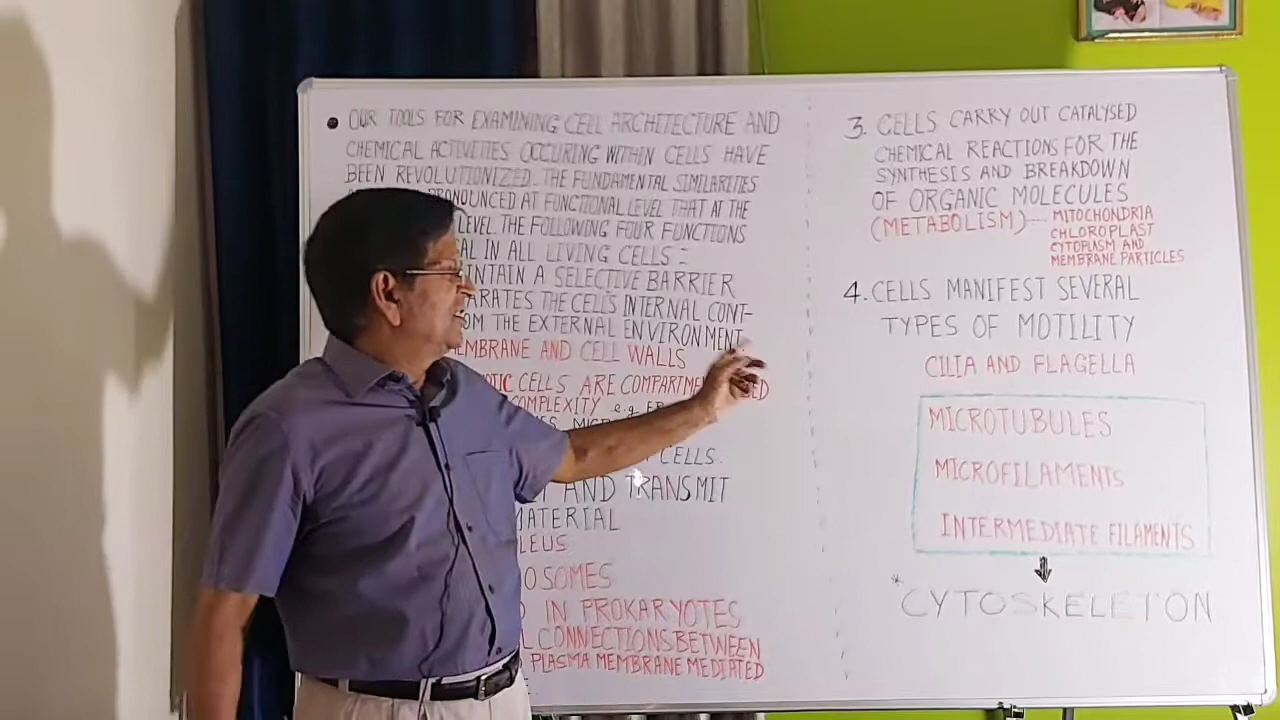 OUR TOOLS FOR EXAMINING CELL ARCHITECTURE AND
CHEMICAL ACTIVITIES OCCURING WITHIN CELLS HAVE
BEEN REVOLUTIONIZED. THE FUNDAMENTAL SIMILARITIES
PRONOUNCED AT FUNCTIONAL LEVEL THAT AT THE
LEVEL. THE FOLLOWING FOUR FUNCTIONS
IN ALL LIVING CELLS :-
A SELECTIVE BARRIER
THE CELL'S INTERNAL CONT-
THE EXTERNAL ENVIRONMENT.
MEMBRANE AND CELL WALLS
CELLS ARE
COMPLEXITY e.g.
CELLS.
AND TRANSMIT
MATERIAL
IN PROKARYOTES
CONNECTIONS BETWEEN
PLASMA MEMBRANE MEDIATED
3. CELLS CARRY OUT CATALYSED
CHEMICAL REACTIONS FOR THE
SYNTHESIS AND BREAKDOWN
OF ORGANIC MOLECULES
(METABOLISM)---- MITOCHONDRIA
CHLOROPLAST
CYTOPLASM AND
MEMBRANE PARTICLES
4. CELLS MANIFEST SEVERAL
TYPES OF MOTILITY
CILIA AND FLAGELLA
MICROTUBULES
MICROFILAMENTS
INTERMEDIATE FILAMENTS
*CYTOSKELETON